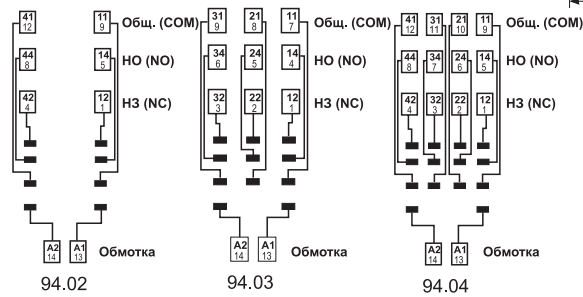 41 11 Общ. (COM) 31 21 11 Общ. (COM) 41 31 21 11 Общ. (COM)
12 9 9 8 7 12 11 10 9
44 14 НО (NO) 34 24 14 НО (NO) 44 34 24 14 НО (NO)
8 5 6 5 4 8 7 6 5
42 12 НЗ (NC) 32 22 12 НЗ (NC) 42 32 22 12 НЗ (NC)
4 1 3 2 1 4 3 2 1
A2 A1 Обмотка A2 A1 Обмотка A2 A1 Обмотка
14 13 14 13 14 13
94.02 94.03 94.04